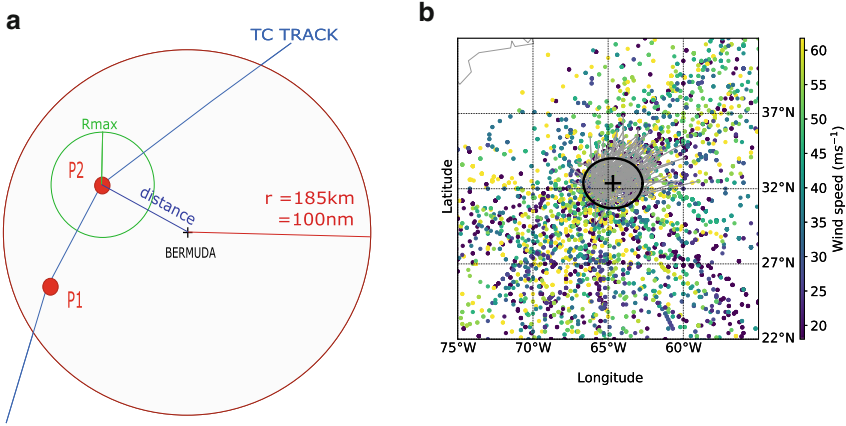 a
TC TRACK
Rmax
P2
distance
r =185km
=100nm
BERMUDA
P1
b
37°N
32°N
27°N
22°N
75°W
70°W
65°W
60°W
Latitude
Longitude
60
55
50
45
40
35
30
25
20
Wind speed (ms⁻¹)